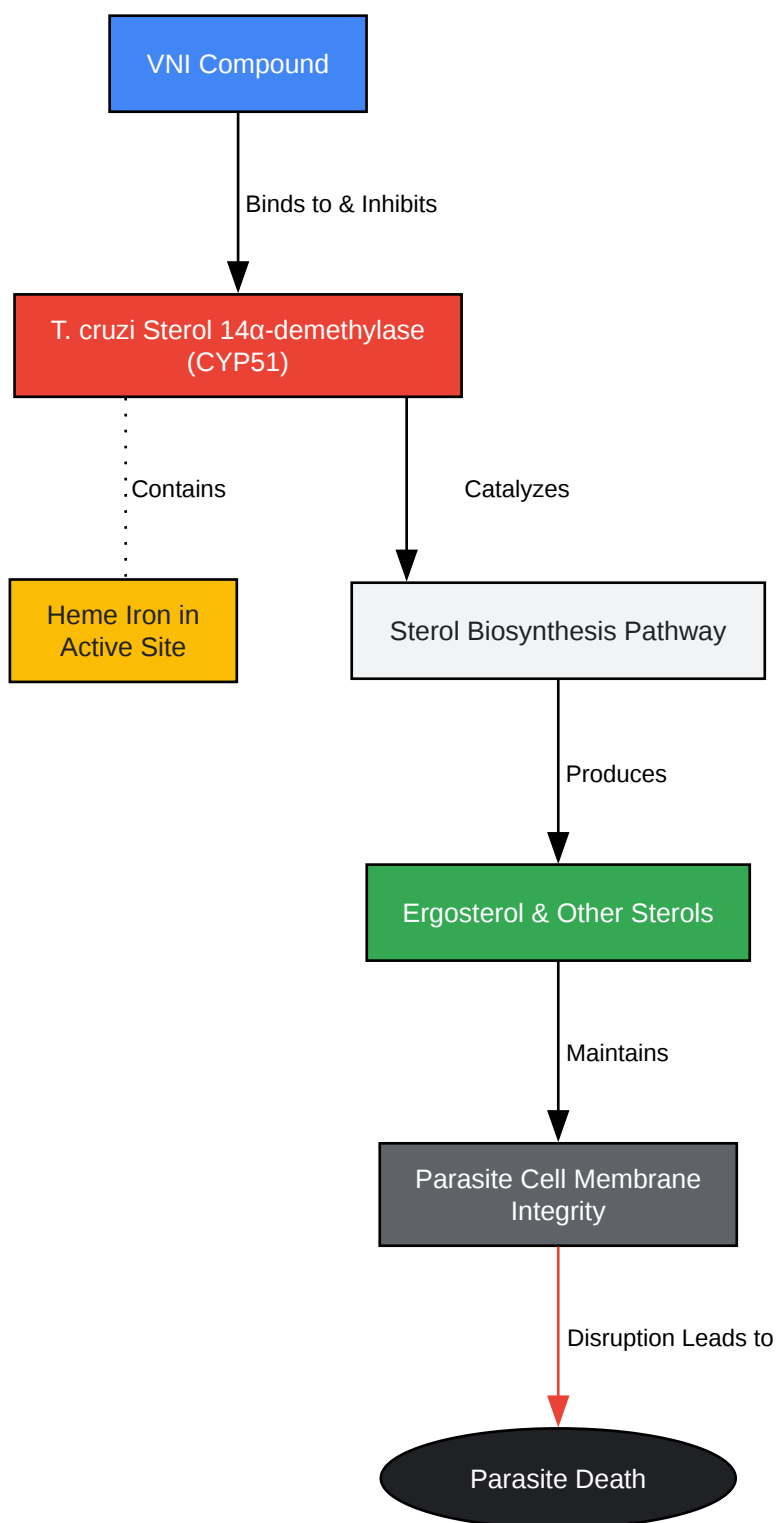 VNI Compound
Binds to & Inhibits
T. cruzi Sterol 14α-demethylase
(CYP51)
Contains
Catalyzes
Heme Iron in
Active Site
Sterol Biosynthesis Pathway
Produces
Ergosterol & Other Sterols
Maintains
Parasite Cell Membrane
Integrity
Disruption Leads to
Parasite Death